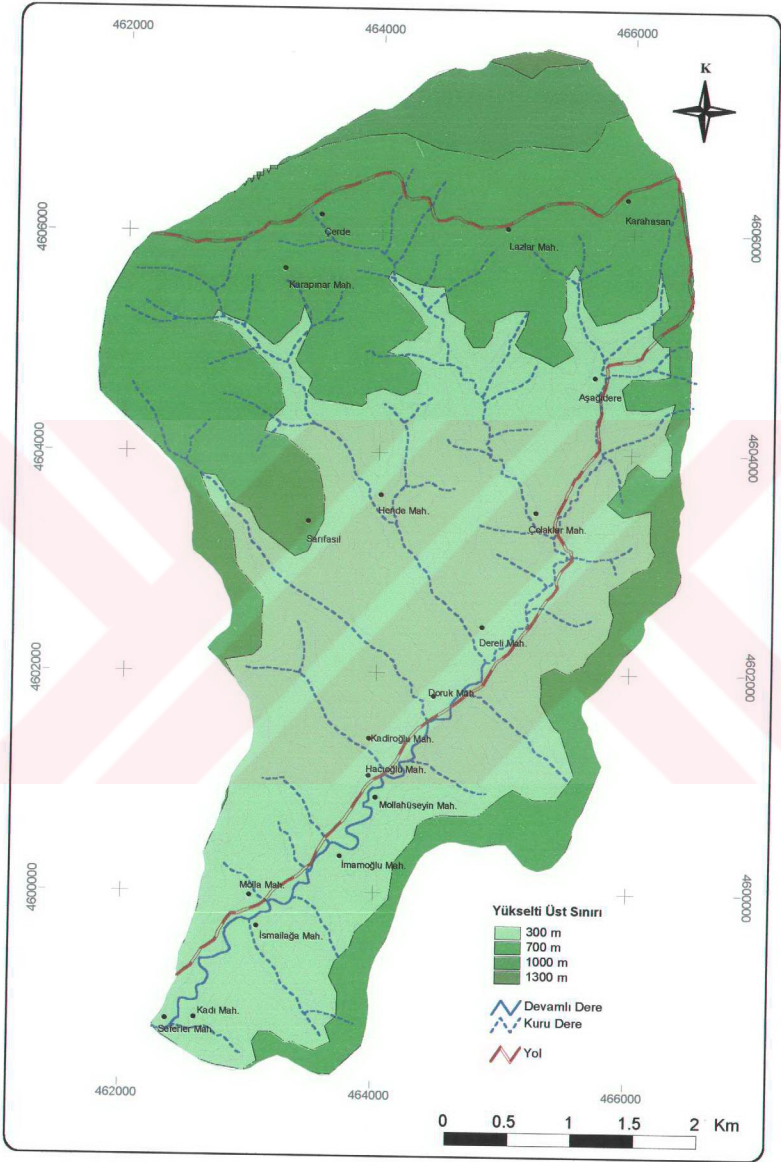 462000
464000
466000
K
4606000
4606000
Çerde
Karahasan
Lazlar Mah.
Karapınar Mah.
Aşağıdere
4604000
4604000
Hende Mah.
Sarıfasıl
Çolaklar Mah.
Dereli Mah.
4602000
4602000
Doruk Mah.
Kadiroğlu Mah.
Hacıoğlu Mah.
Mollahüseyin Mah.
İmamoğlu Mah.
4600000
4600000
Molla Mah.
İsmailağa Mah.
Kadı Mah.
Seferler Mah.
Yükselti Üst Sınırı
300 m
700 m
1000 m
1300 m
Devamlı Dere
Kuru Dere
Yol
462000
464000
466000
0 0.5 1 1.5 2 Km